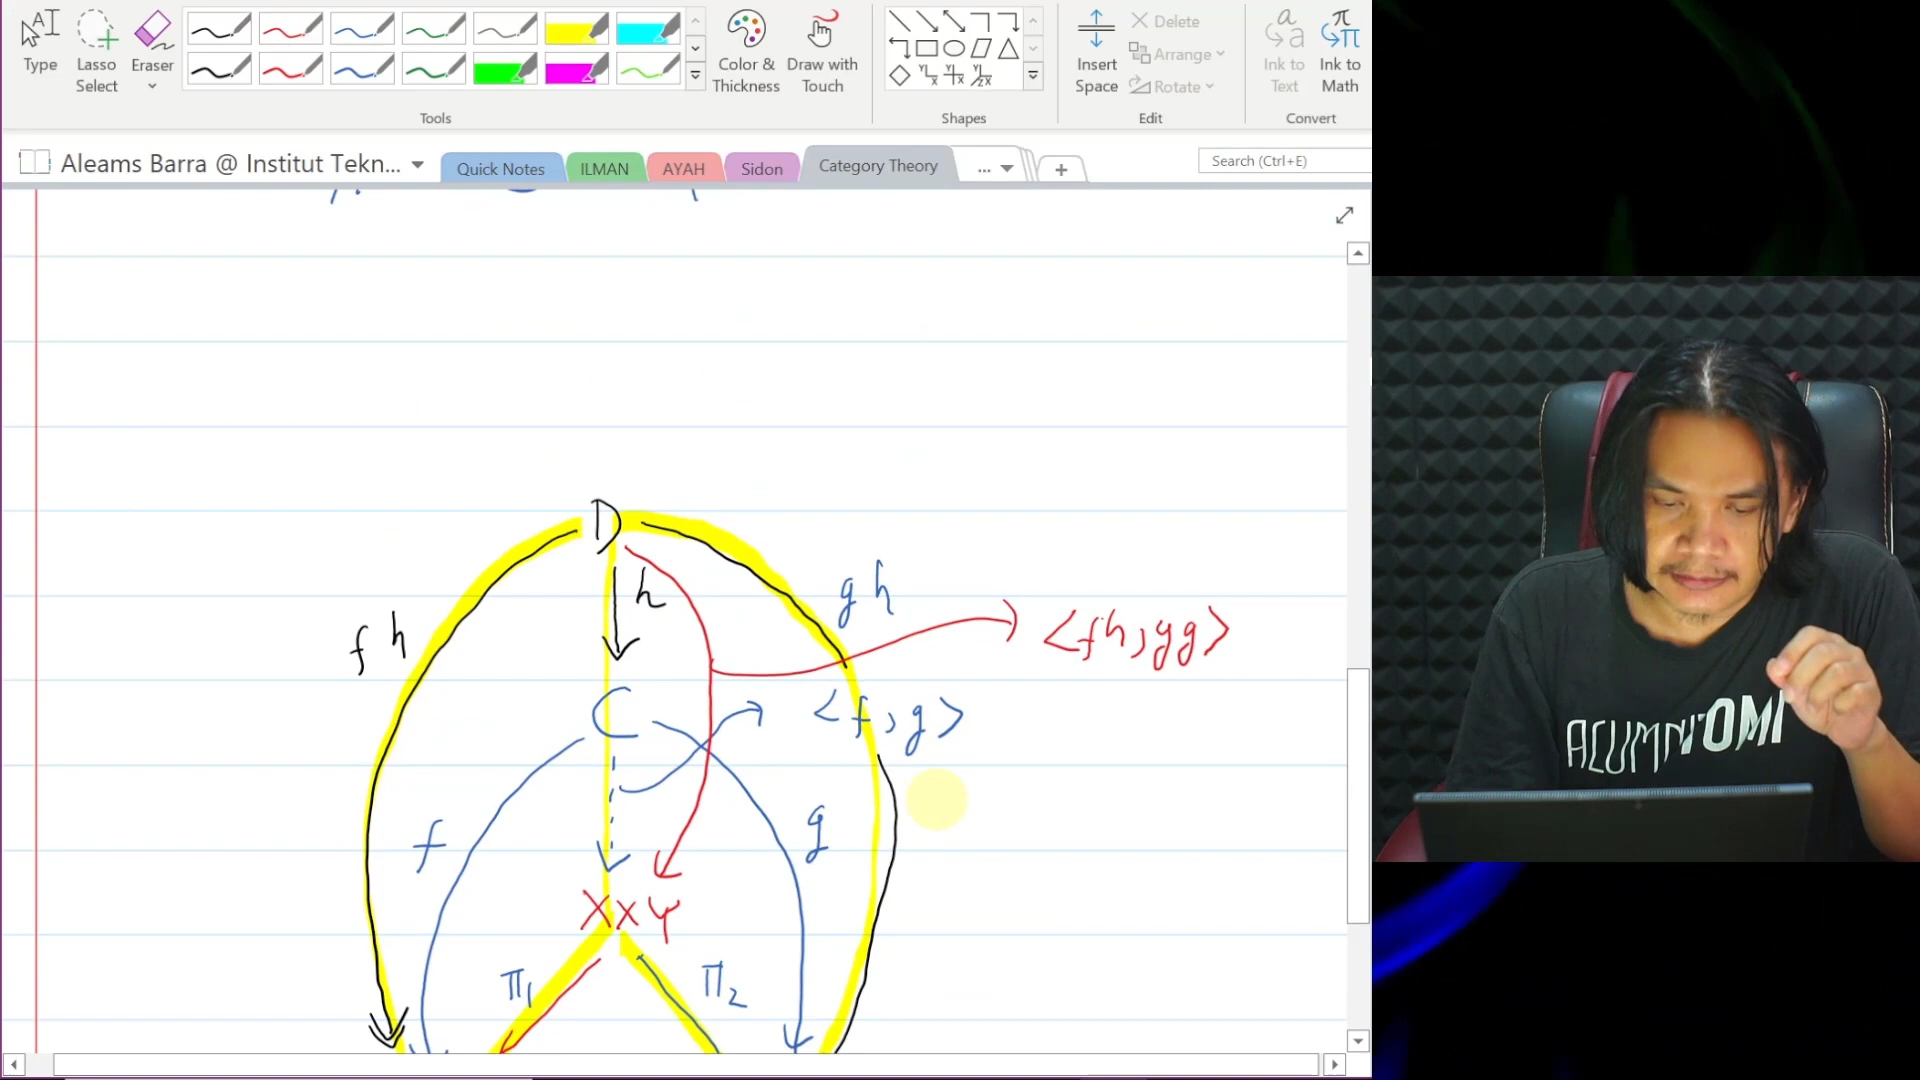 Type
Lasso
Select
Eraser
Color &
Thickness
Draw with
Touch
Insert
Space
Delete
Arrange
Rotate
Ink to
Text
Ink to
Math
Tools
Shapes
Edit
Convert
Aleams Barra @ Institut Tekn...
Quick Notes
ILMAN
AYAH
Sidon
Category Theory
...
Search (Ctrl+E)
D
h
f h
g h
<fh, gg>
C
<f, g>
f
g
X x Y
π1
π2
ALUMNITOMI